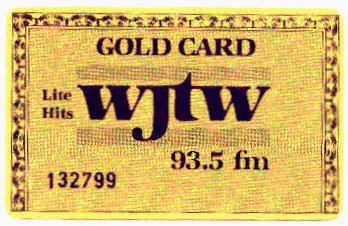 GOLD CARD
Lite
Hits
wjtw
93.5 fm
132799